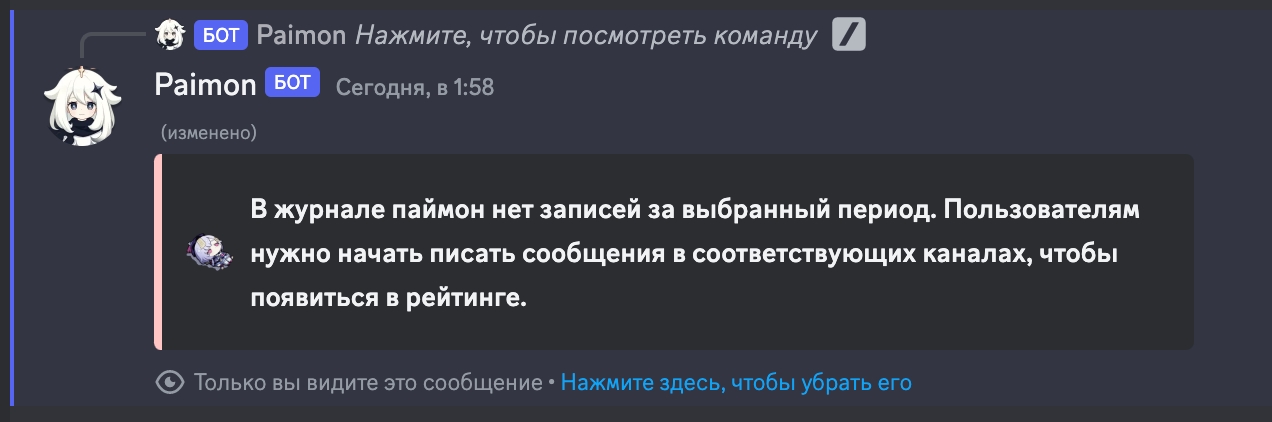 БОТ Paimon Нажмите, чтобы посмотреть команду
Paimon БОТ Сегодня, в 1:58
(изменено)
В журнале паймон нет записей за выбранный период. Пользователям
нужно начать писать сообщения в соответствующих каналах, чтобы
появиться в рейтинге.
Только вы видите это сообщение • Нажмите здесь, чтобы убрать его